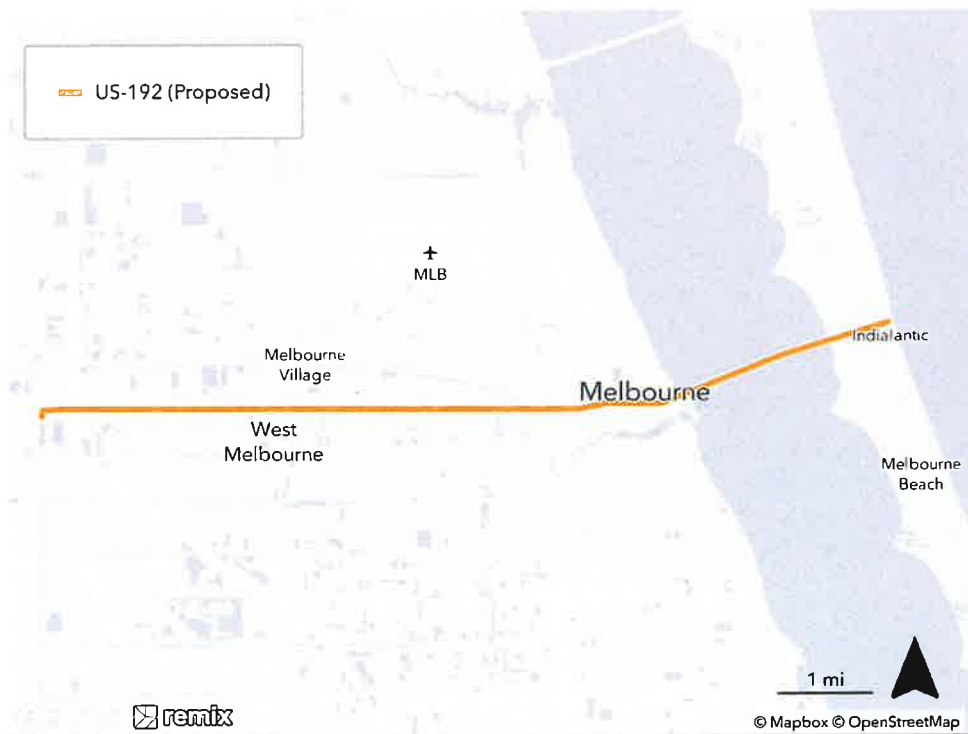 US-192 (Proposed)
MLB
Indialantic
Melbourne
Village
Melbourne
West
Melbourne
Melbourne
Beach
1 mi
remix
© Mapbox © OpenStreetMap